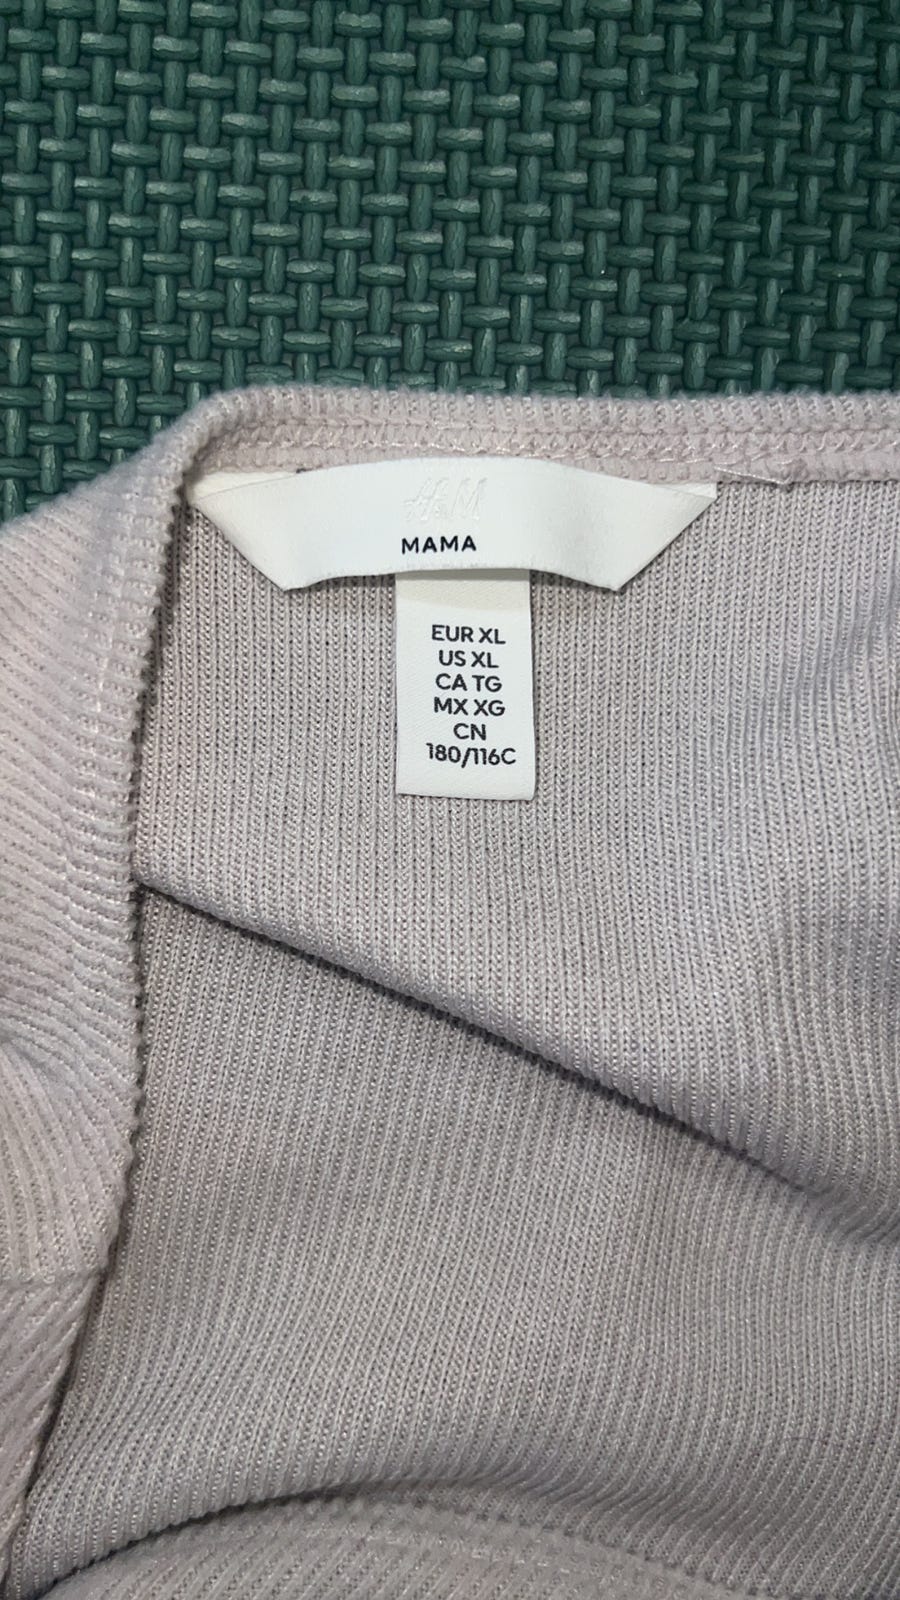 H&M
MAMA
EUR XL
US XL
CA TG
MX XG
CN
180/116C